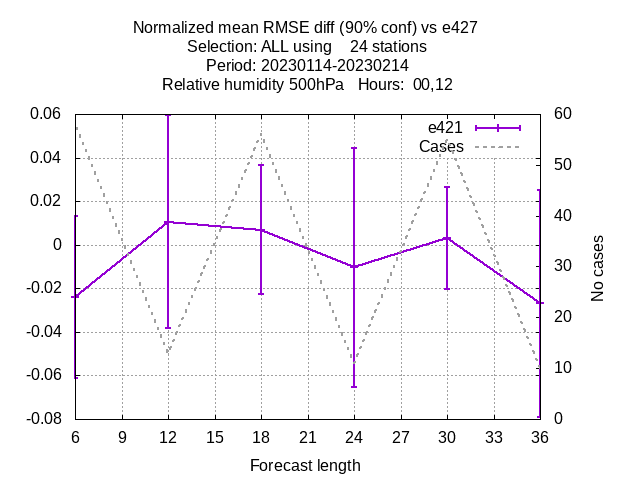 Normalized mean RMSE diff (90% conf) vs e427
Selection: ALL using    24 stations
Period: 20230114-20230214
Relative humidity 500hPa   Hours:  00,12
e421
Cases
0.06
0.04
0.02
0
-0.02
-0.04
-0.06
-0.08
60
50
40
30
20
10
0
No cases
6 9 12 15 18 21 24 27 30 33 36
Forecast length